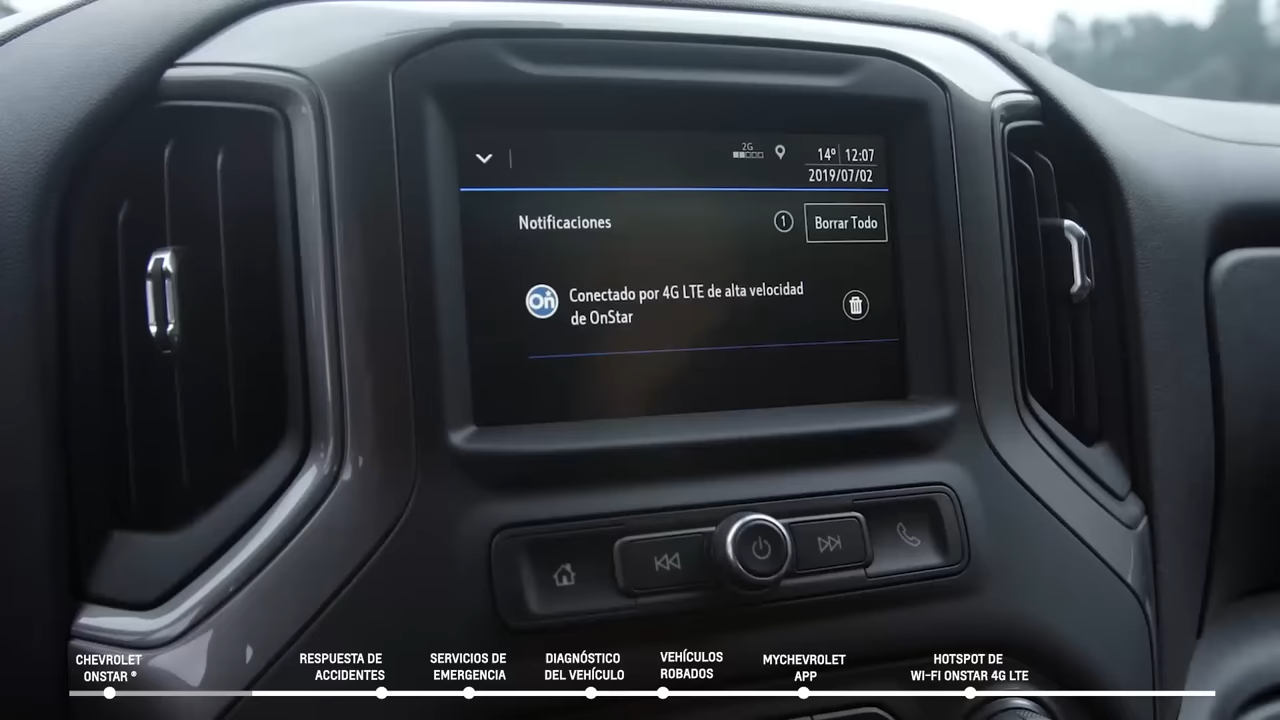 2G
14° 12:07
2019/07/02
Notificaciones
1
Borrar Todo
On
Conectado por 4G LTE de alta velocidad
de OnStar
CHEVROLET
ONSTAR ®
RESPUESTA DE
ACCIDENTES
SERVICIOS DE
EMERGENCIA
DIAGNÓSTICO
DEL VEHÍCULO
VEHÍCULOS
ROBADOS
MYCHEVROLET
APP
HOTSPOT DE
WI-FI ONSTAR 4G LTE